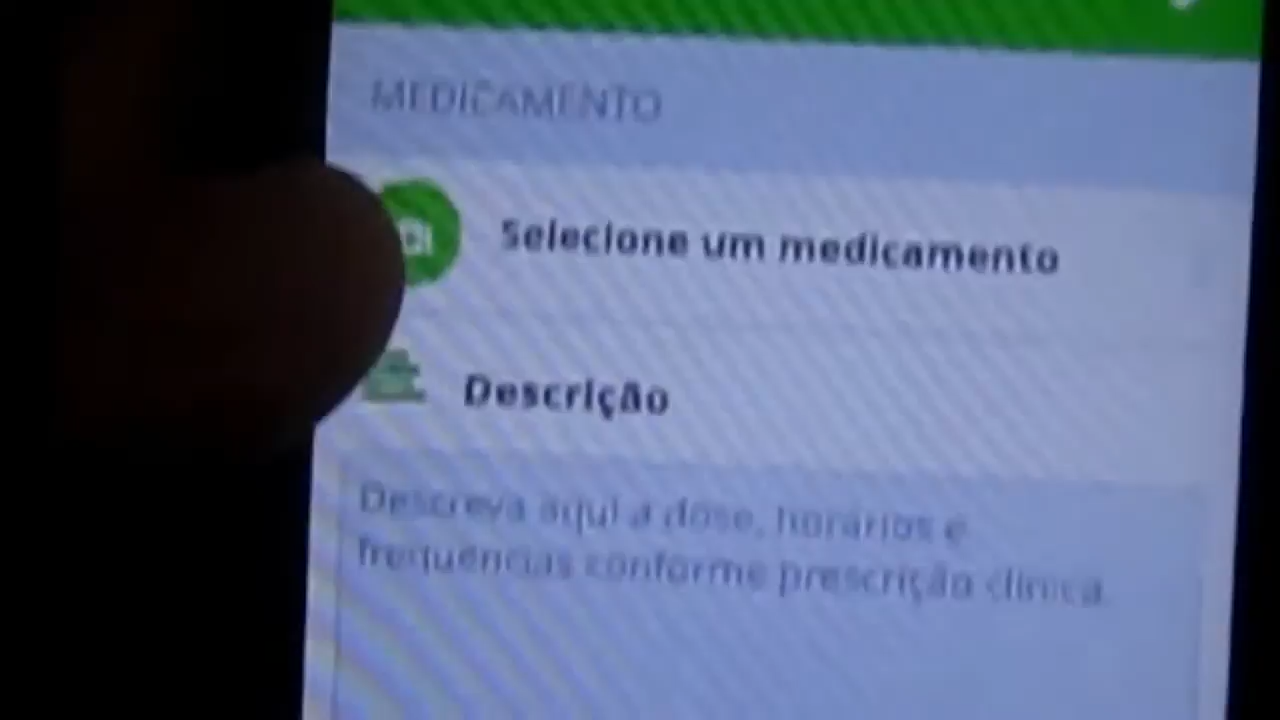 MEDICAMENTO
Selecione um medicamento
Descrição
Descreva aqui a dose, horários e
frequências conforme prescrição clínica.